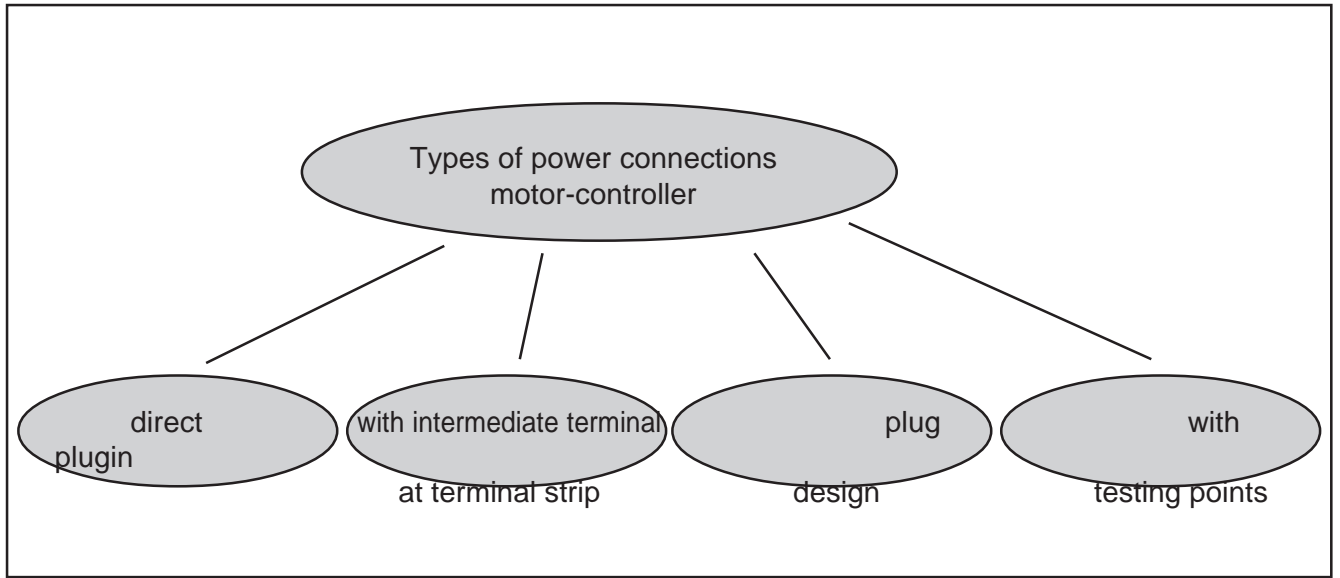 Types of power connections
motor-controller
direct
plugin
with intermediate terminal
at terminal strip
plug
design
with
testing points